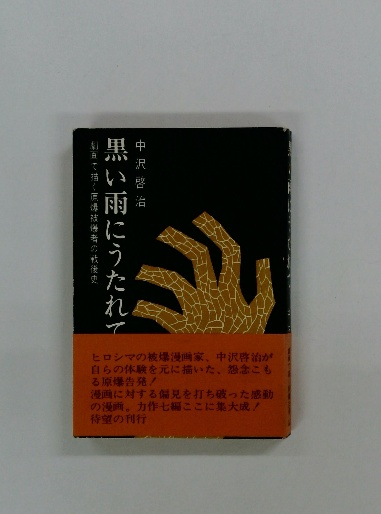 中沢啓治
黒い雨にうたれて
劇画で描く原爆被爆者の戦後史
ヒロシマの被爆漫画家、中沢啓治が
自らの体験を元に描いた、怨念こも
る原爆告発！
漫画に対する偏見を打ち破った感動
の漫画。力作七編ここに集大成！
待望の刊行